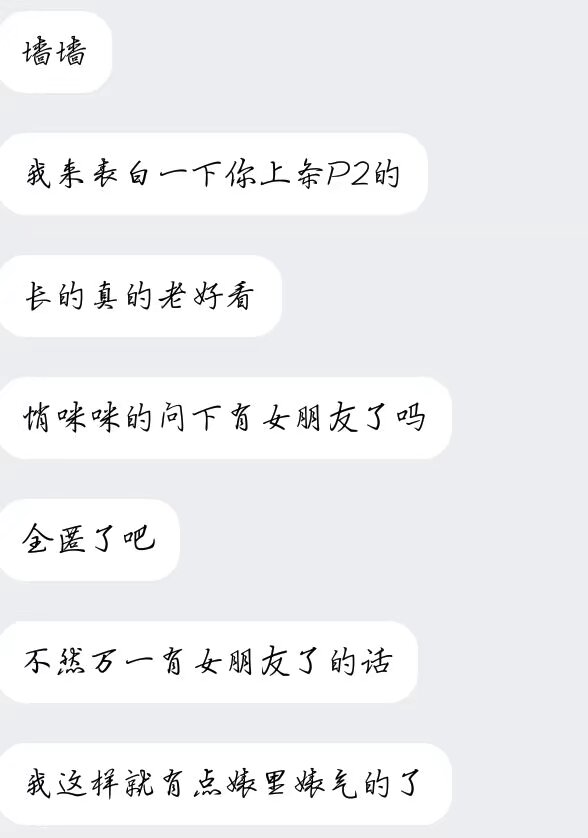 墙墙
我来表白一下你上条P2的
长的真的老好看
悄咪咪的问下有女朋友了吗
全匿了吧
不然万一有女朋友了的话
我这样就有点婊里婊气的了